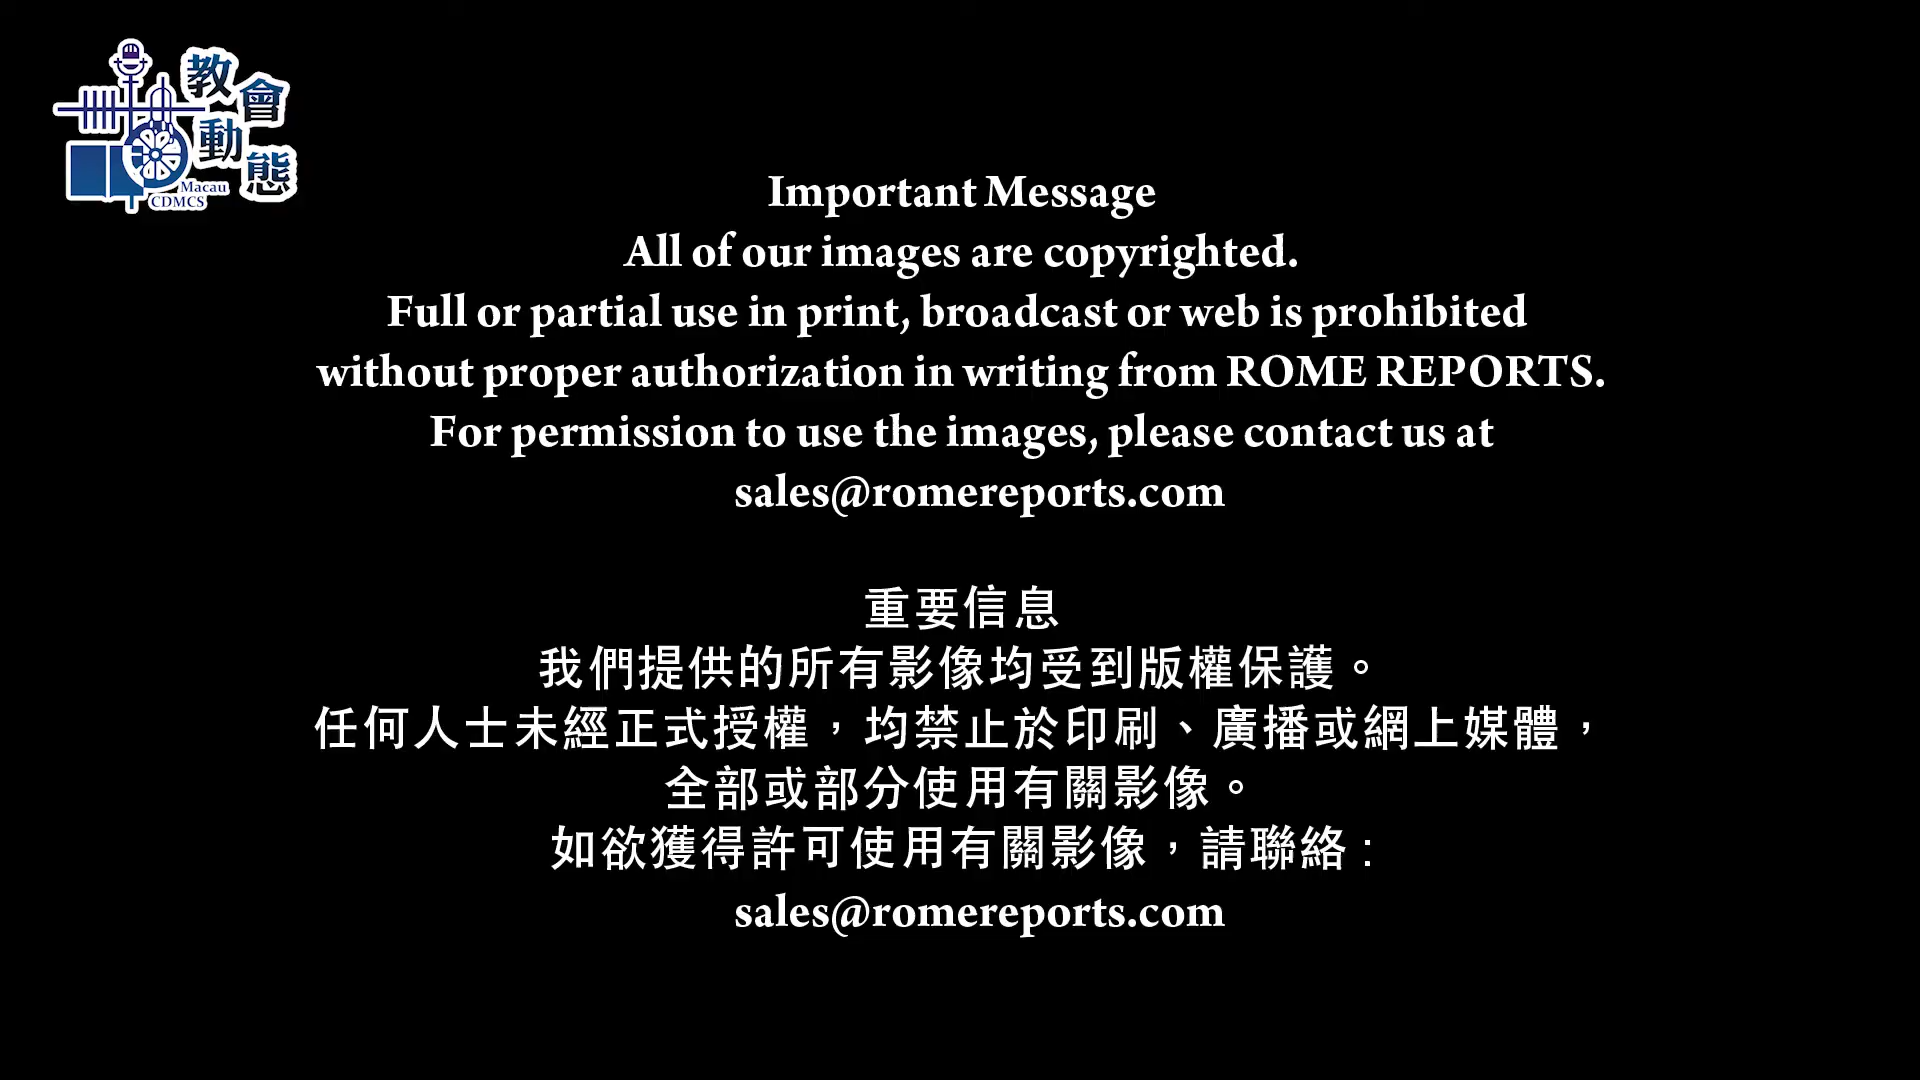 教會動態
Macau
CDMCS
Important Message
All of our images are copyrighted.
Full or partial use in print, broadcast or web is prohibited
without proper authorization in writing from ROME REPORTS.
For permission to use the images, please contact us at
sales@romereports.com
重要信息
我們提供的所有影像均受到版權保護。
任何人士未經正式授權，均禁止於印刷、廣播或網上媒體，
全部或部分使用有關影像。
如欲獲得許可使用有關影像，請聯絡：
sales@romereports.com